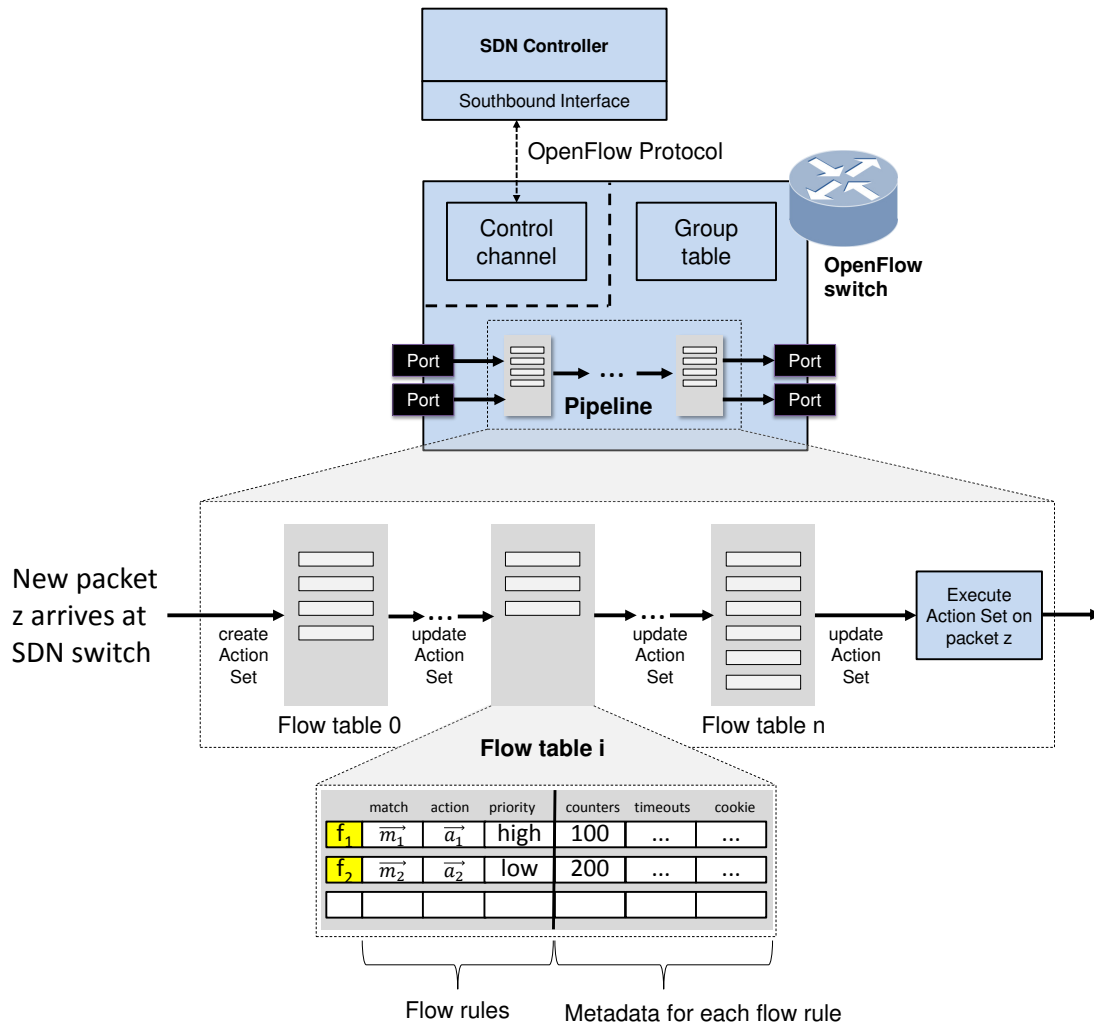 SDN Controller
Southbound Interface
OpenFlow Protocol
Control
channel
Group
table
OpenFlow
switch
Port
Port
...
Port
Port
Pipeline
New packet
z arrives at
SDN switch
create
Action
Set
...
update
Action
Set
...
update
Action
Set
update
Action
Set
Execute
Action Set on
packet z
Flow table 0
Flow table n
Flow table i
match action priority counters timeouts cookie
f₁ m₁ a₁ high 100 ... ...
f₂ m₂ a₂ low 200 ... ...
Flow rules
Metadata for each flow rule